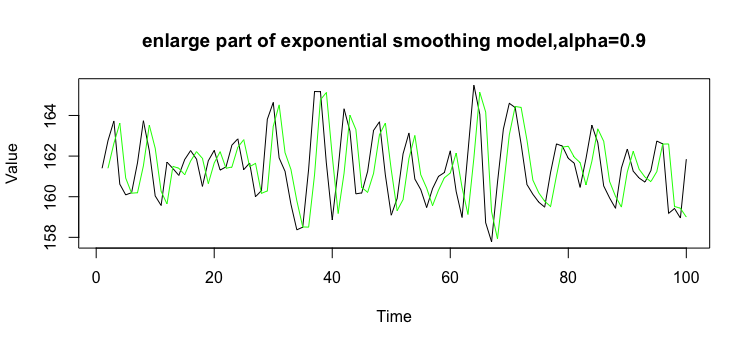 enlarge part of exponential smoothing model,alpha=0.9
Value
164
162
160
158
0 20 40 60 80 100
Time